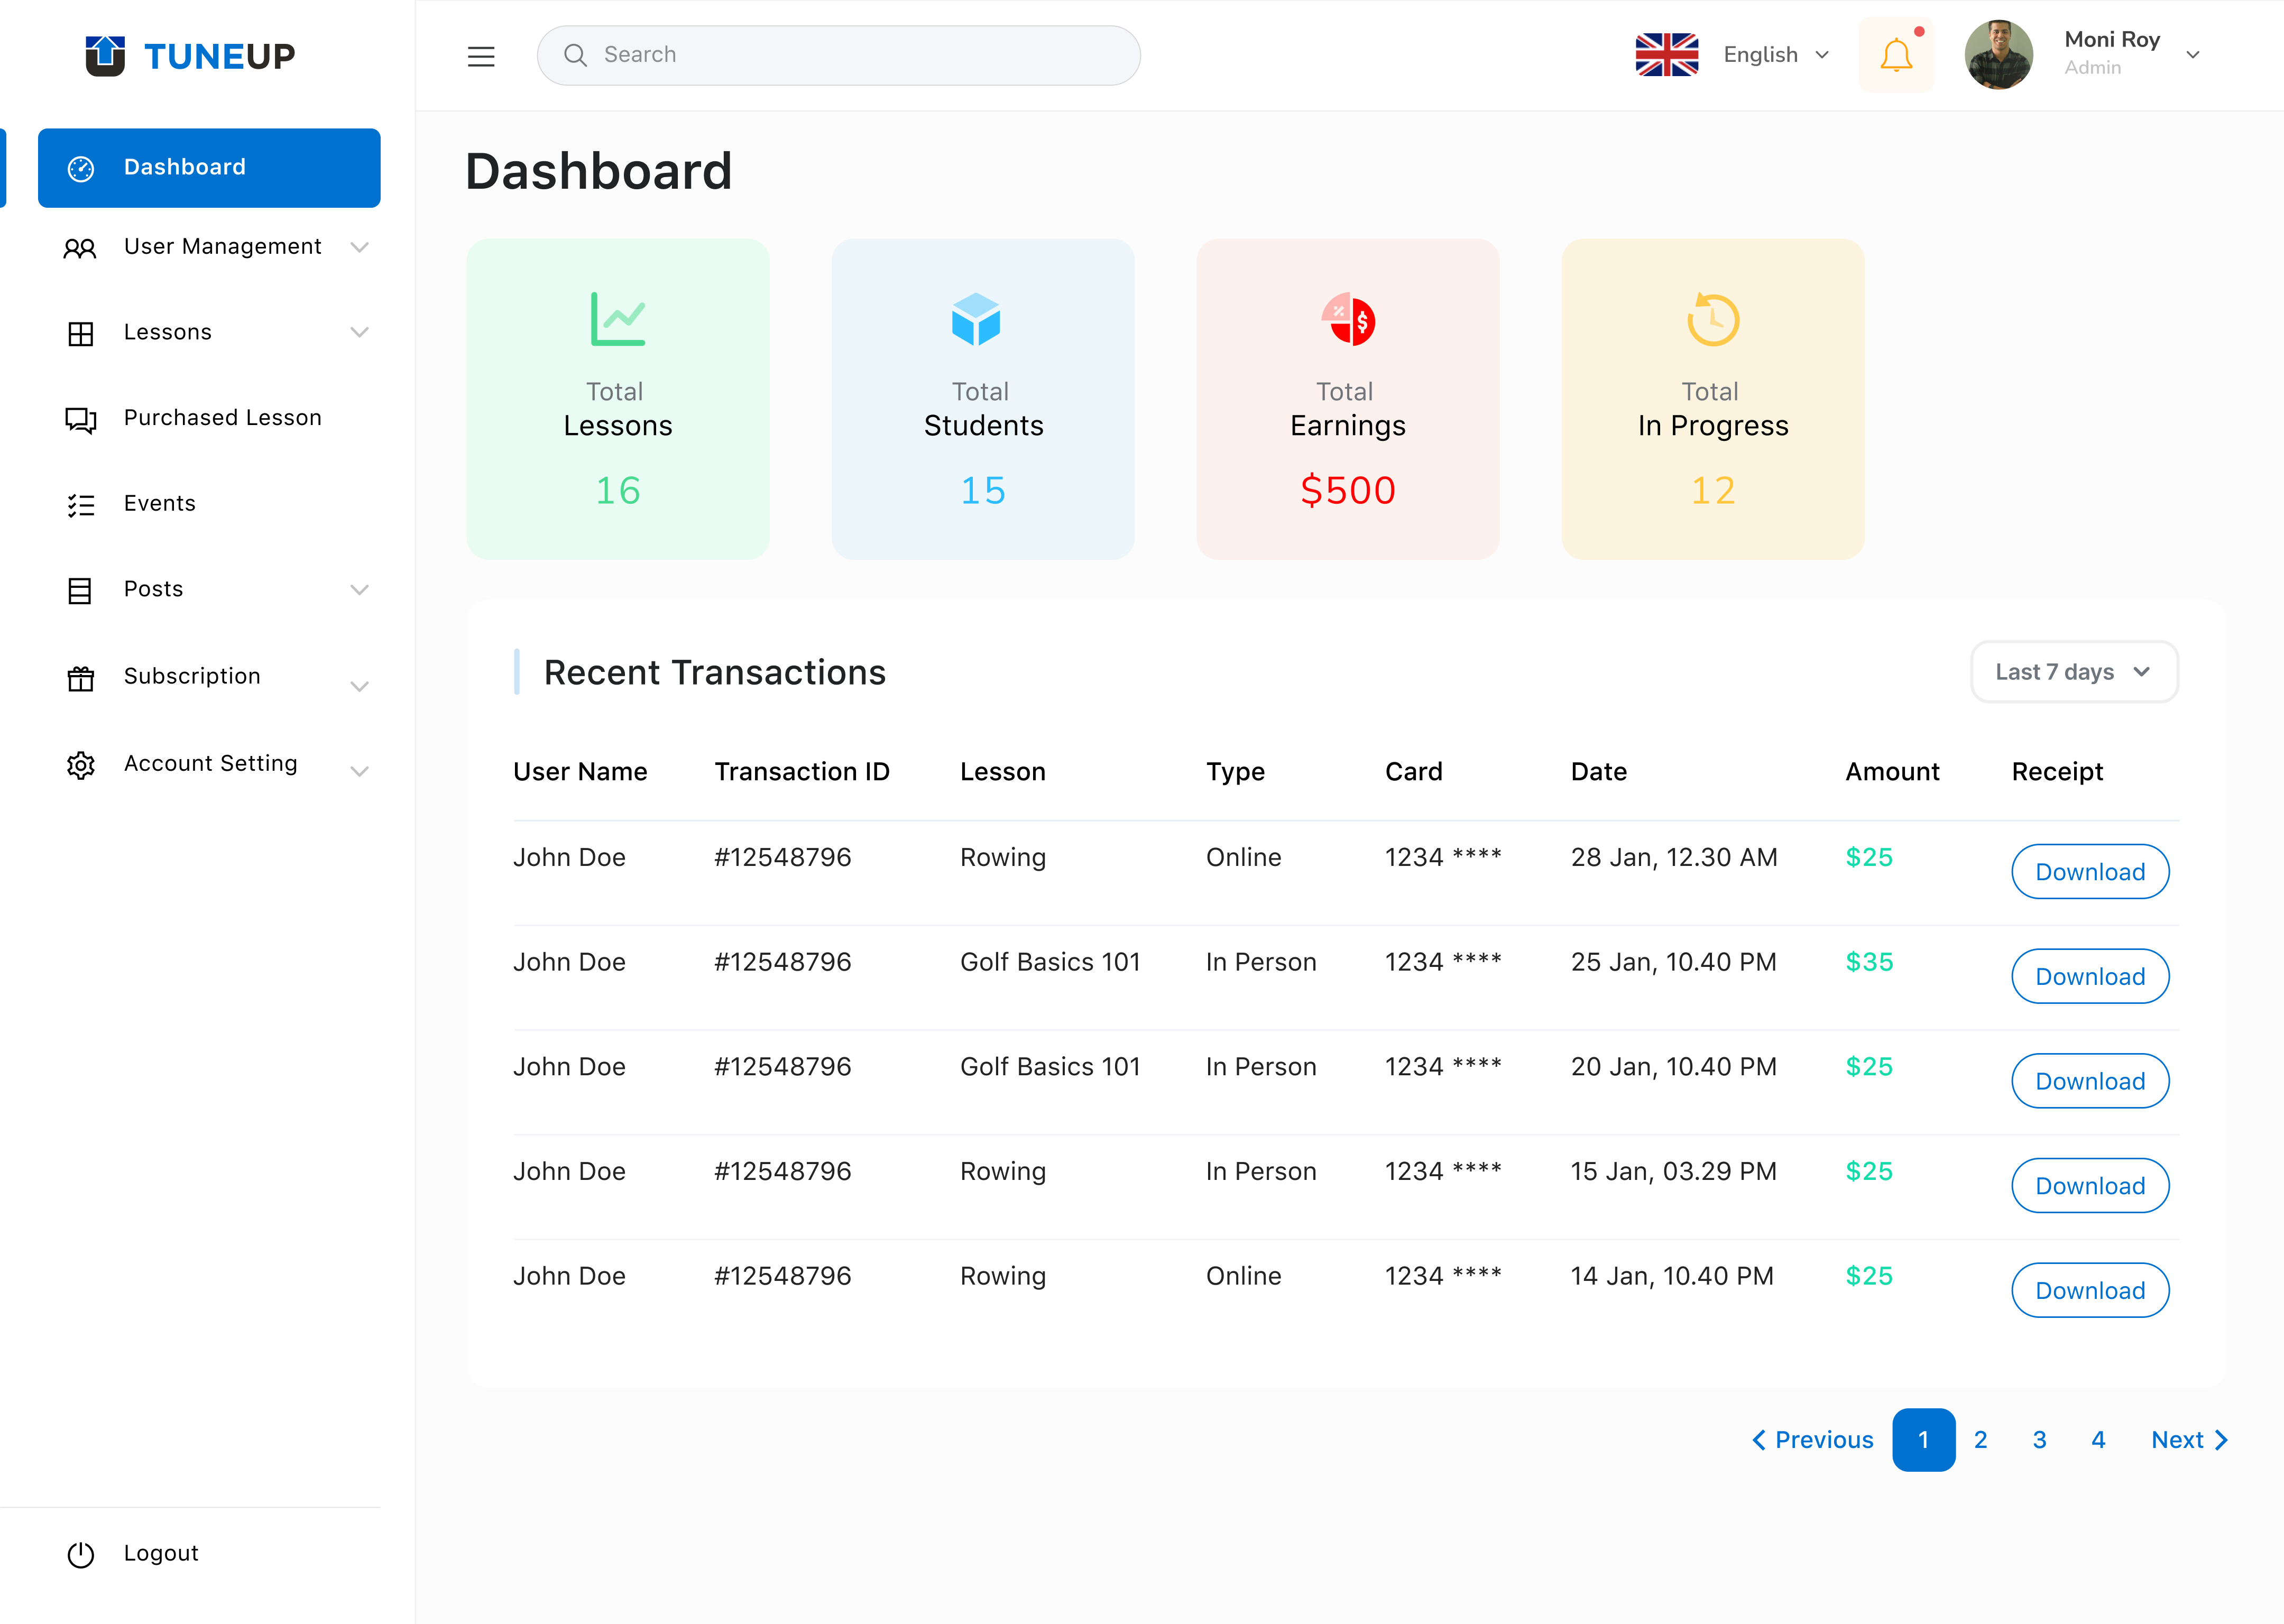 TUNEUP
Search
English
Moni Roy
Admin
Dashboard
User Management
Lessons
Purchased Lesson
Events
Posts
Subscription
Account Setting
Logout
Dashboard
Total
Lessons
16
Total
Students
15
%
$
Total
Earnings
$500
Total
In Progress
12
Recent Transactions
Last 7 days
User Name Transaction ID Lesson Type Card Date Amount Receipt
John Doe #12548796 Rowing Online 1234 **** 28 Jan, 12.30 AM $25 Download
John Doe #12548796 Golf Basics 101 In Person 1234 **** 25 Jan, 10.40 PM $35 Download
John Doe #12548796 Golf Basics 101 In Person 1234 **** 20 Jan, 10.40 PM $25 Download
John Doe #12548796 Rowing In Person 1234 **** 15 Jan, 03.29 PM $25 Download
John Doe #12548796 Rowing Online 1234 **** 14 Jan, 10.40 PM $25 Download
Previous 1 2 3 4 Next